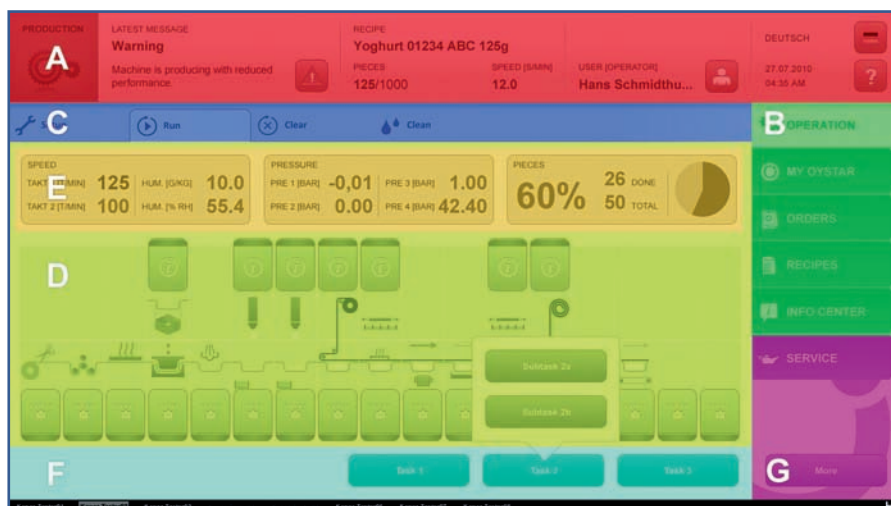 PRODUCTION
A
LATEST MESSAGE
Warning
Machine is producing with reduced
performance.
RECIPE
Yoghurt 01234 ABC 125g
PIECES
125/1000
SPEED [S/MIN]
12.0
USER [OPERATOR]
Hans Schmidthu...
DEUTSCH
27.07.2010
04:35 AM
?
C
Run
Clear
Clean
B
OPERATION
MY OYSTAR
ORDERS
RECIPES
INFO CENTER
SERVICE
G
More
E
SPEED
125 HUM. [G/KG] 10.0
TAKT 2 [T/MIN] 100 HUM. [% RH] 55.4
PRESSURE
PRE 1 [BAR] -0,01 PRE 3 [BAR] 1.00
PRE 2 [BAR] 0.00 PRE 4 [BAR] 42.40
PIECES
60%
26 DONE
50 TOTAL
D
Subtask 2a
Subtask 2b
F
Task 1
Task 2
Task 3